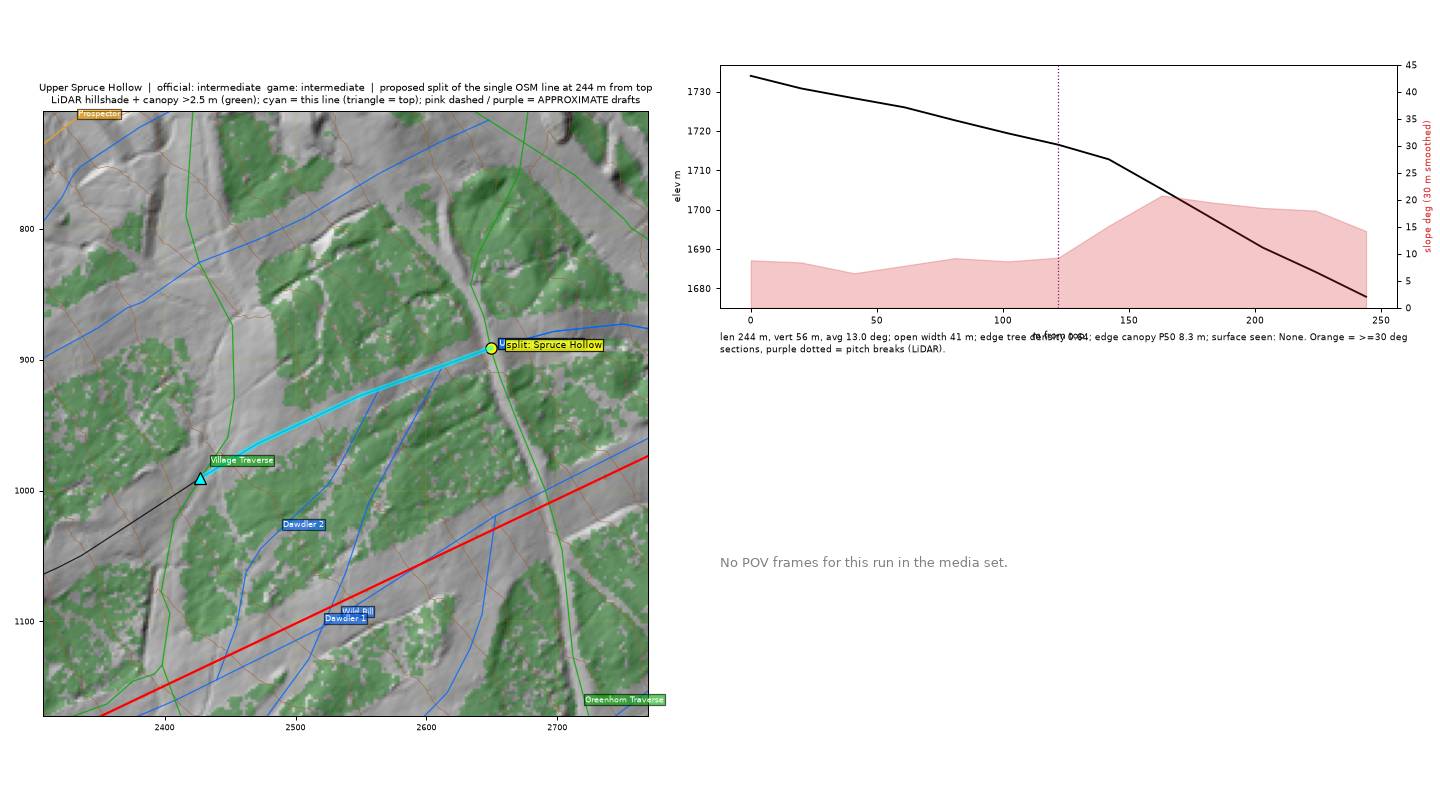 Upper Spruce Hollow | official: intermediate game: intermediate | proposed split of the single OSM line at 244 m from top
LiDAR hillshade + canopy >2.5 m (green); cyan = this line (triangle = top); pink dashed / purple = APPROXIMATE drafts
Prospector
split: Spruce Hollow
Village Traverse
Dawdler 2
Wild Bill
Dawdler 1
Greenhorn Traverse
800
900
1000
1100
2400
2500
2600
2700
elev m
1730
1720
1710
1700
1690
1680
0
50
100
150
200
250
45
40
35
30
25
20
15
10
5
0
slope deg (30 m smoothed)
len 244 m, vert 56 m, avg 13.0 deg; open width 41 m; edge tree density 0.64; edge canopy P50 8.3 m; surface seen: None. Orange = >=30 deg
sections, purple dotted = pitch breaks (LiDAR).
No POV frames for this run in the media set.